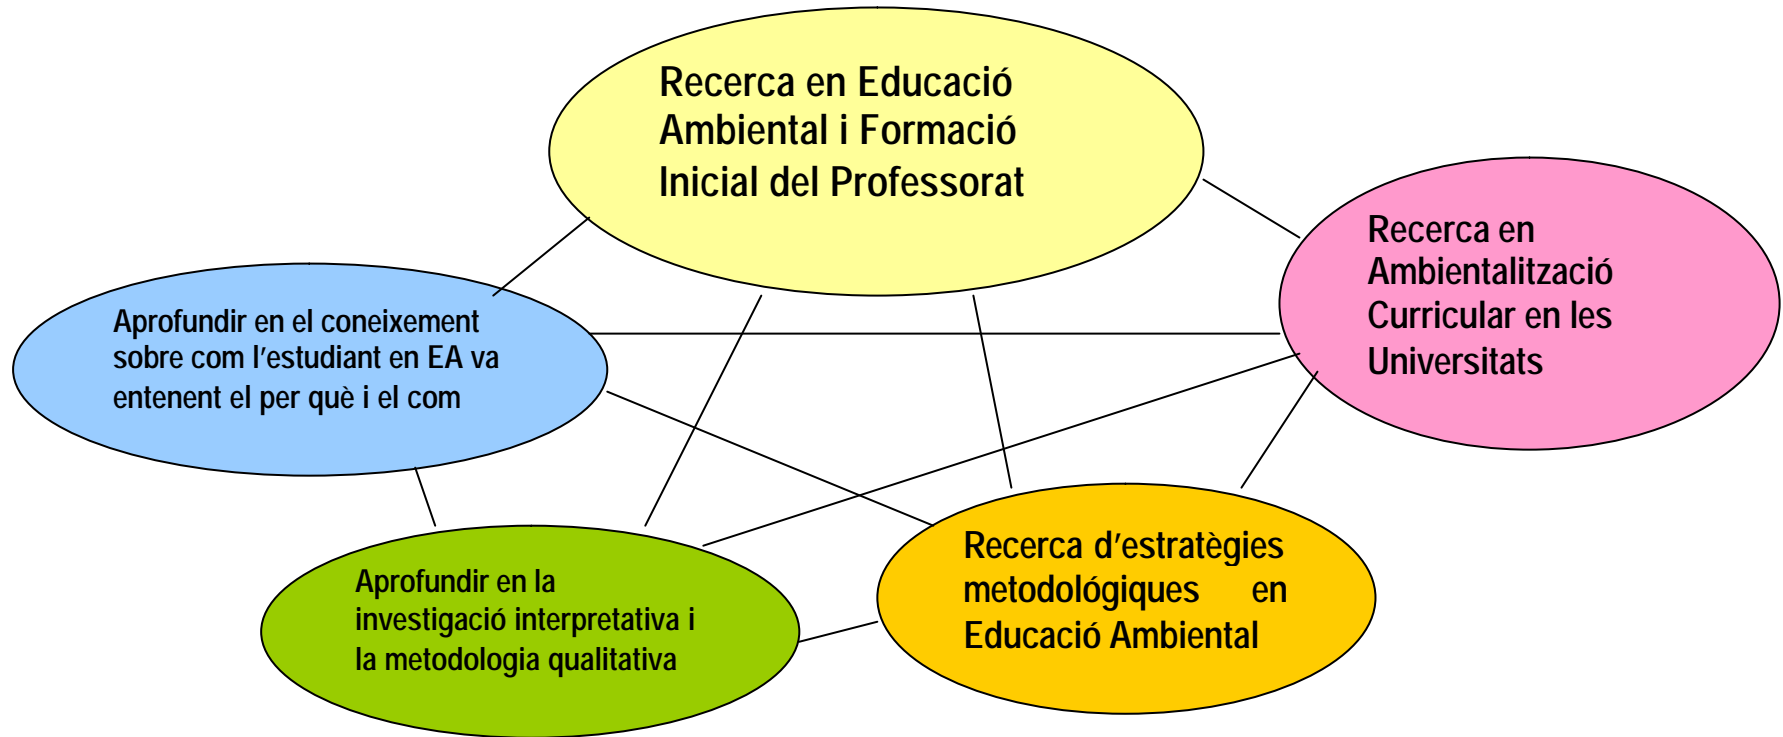 Recerca en Educació
Ambiental i Formació
Inicial del Professorat
Recerca en
Ambientalització
Curricular en les
Universitats
Aprofundir en el coneixement
sobre com l'estudiant en EA va
entenent el per què i el com
Aprofundir en la
investigació interpretativa i
la metodologia qualitativa
Recerca d'estratègies
metodológiques en
Educació Ambiental